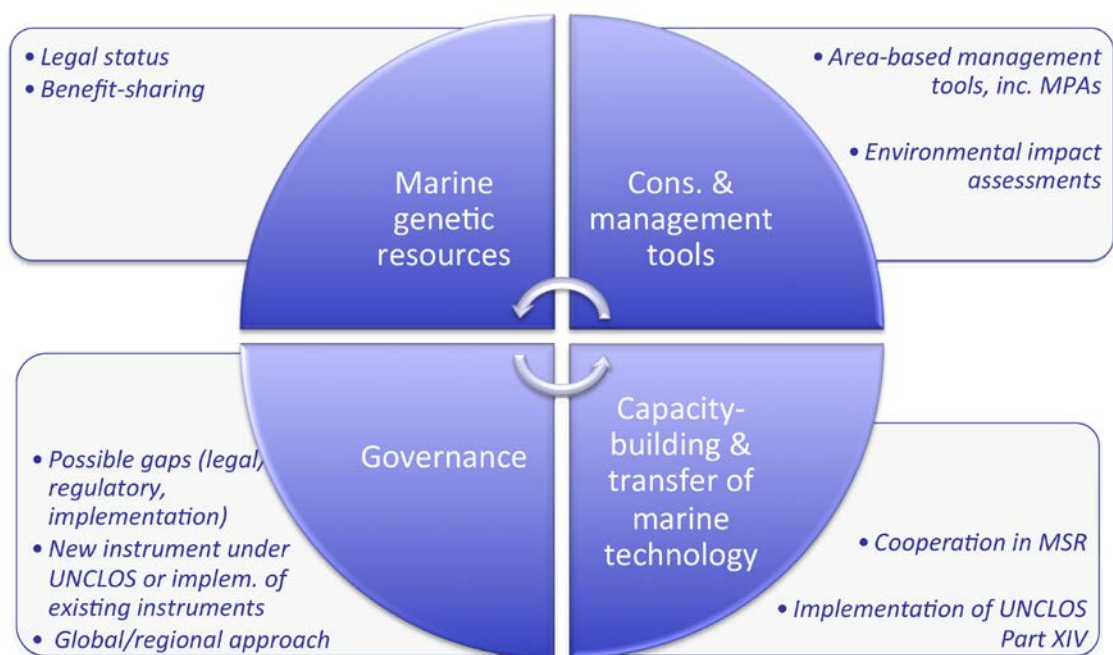 • Legal status
• Benefit-sharing
Marine
genetic
resources
Cons. &
management
tools
• Area-based management
tools, inc. MPAs
• Environmental impact
assessments
• Possible gaps (legal,
regulatory,
implementation)
• New instrument under
UNCLOS or implem. of
existing instruments
• Global/regional approach
Governance
Capacity-
building &
transfer of
marine
technology
• Cooperation in MSR
• Implementation of UNCLOS
Part XIV